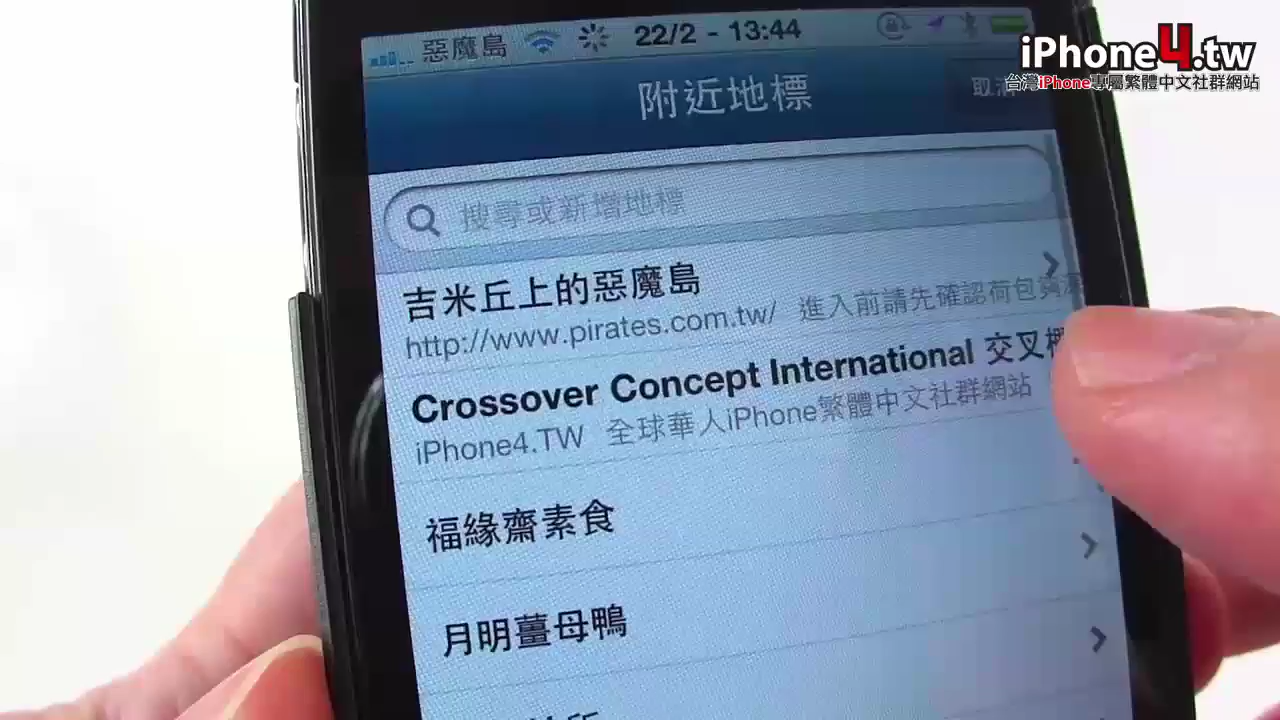 惡魔島 22/2 - 13:44
iPhone4.tw
台灣iPhone專屬繁體中文社群網站
附近地標
取消
搜尋或新增地標
吉米丘上的惡魔島
http://www.pirates.com.tw/ 進入前請先確認荷包
Crossover Concept International 交叉
iPhone4.TW 全球華人iPhone繁體中文社群網站
福緣齋素食
月明薑母鴨